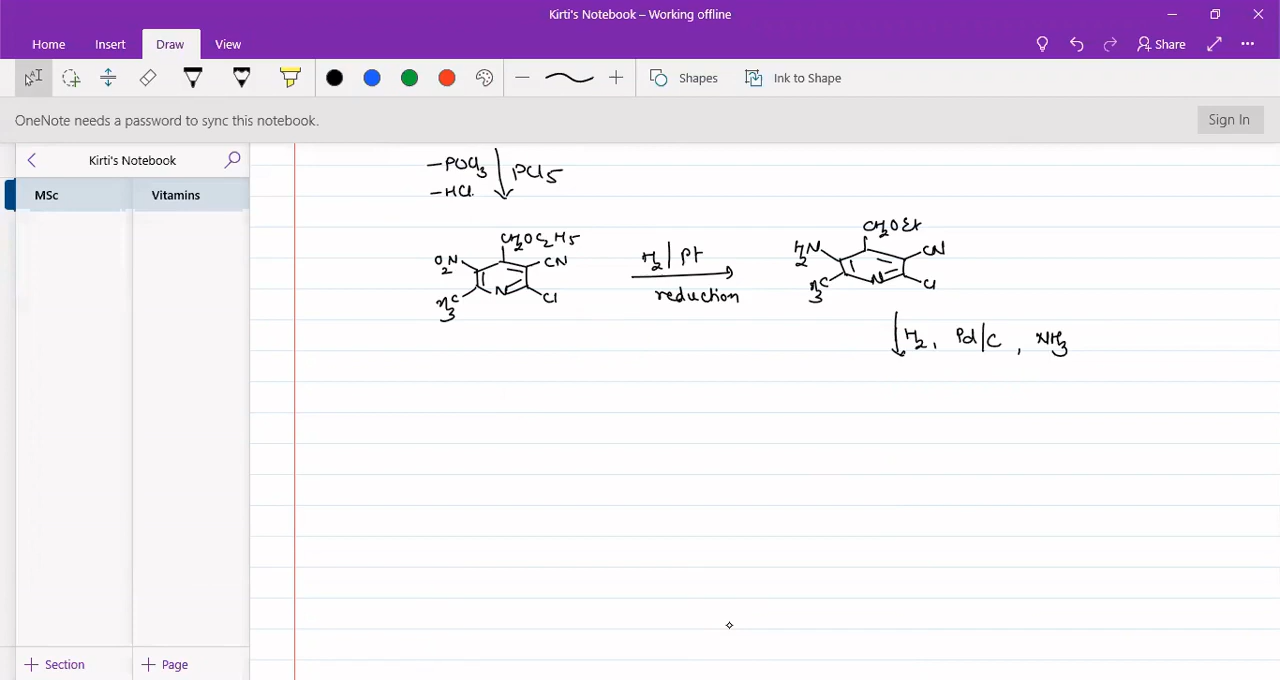 Kirti's Notebook – Working offline
Home Insert Draw View Share
Shapes Ink to Shape
OneNote needs a password to sync this notebook. Sign In
Kirti's Notebook
MSc Vitamins
–POCl3 PCl5
–HCl
CH2OC2H5
O2N CN
H3C N Cl
H2/Pt
reduction
CH2OEt
H2N CN
H3C N Cl
H2, Pd/C, NH3
Section Page